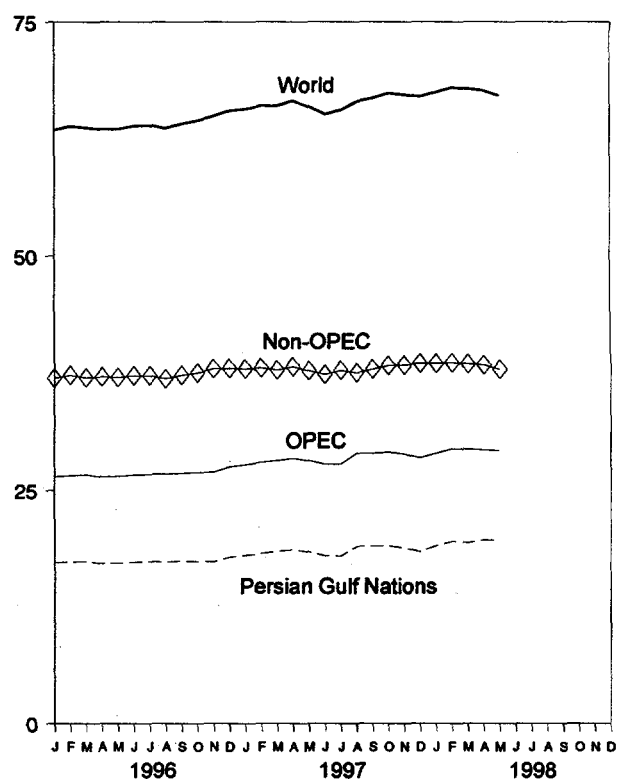 75
World
50
Non-OPEC
OPEC
25
Persian Gulf Nations
0
J F M A M J J A S O N D J F M A M J J A S O N D J F M A M J J A S O N D
1996 1997 1998